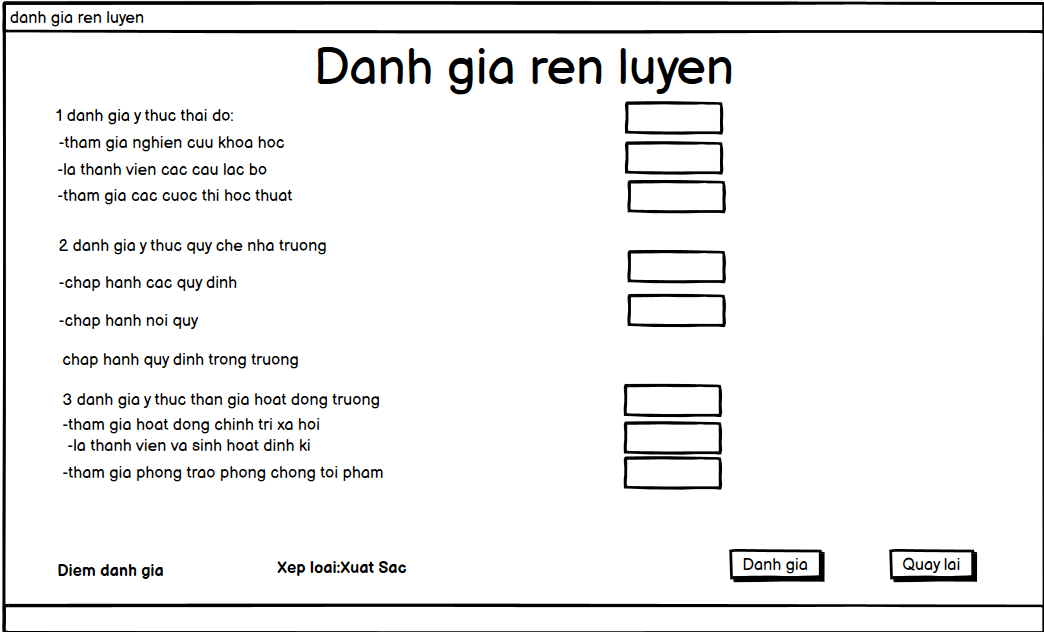 danh gia ren luyen
Danh gia ren luyen
1 danh gia y thuc thai do:
-tham gia nghien cuu khoa hoc
-la thanh vien cac cau lac bo
-tham gia cac cuoc thi hoc thuat
2 danh gia y thuc quy che nha truong
-chap hanh cac quy dinh
-chap hanh noi quy
chap hanh quy dinh trong truong
3 danh gia y thuc than gia hoat dong truong
-tham gia hoat dong chinh tri xa hoi
-la thanh vien va sinh hoat dinh ki
-tham gia phong trao phong chong toi pham
Diem danh gia
Xep loai:Xuat Sac
Danh gia
Quay lai